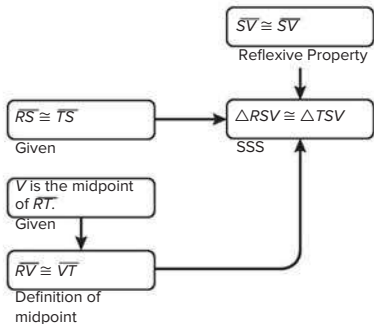 SV ≅ SV
Reflexive Property
RS ≅ TS
Given
△RSV ≅ △TSV
SSS
V is the midpoint
of RT.
Given
RV ≅ VT
Definition of
midpoint